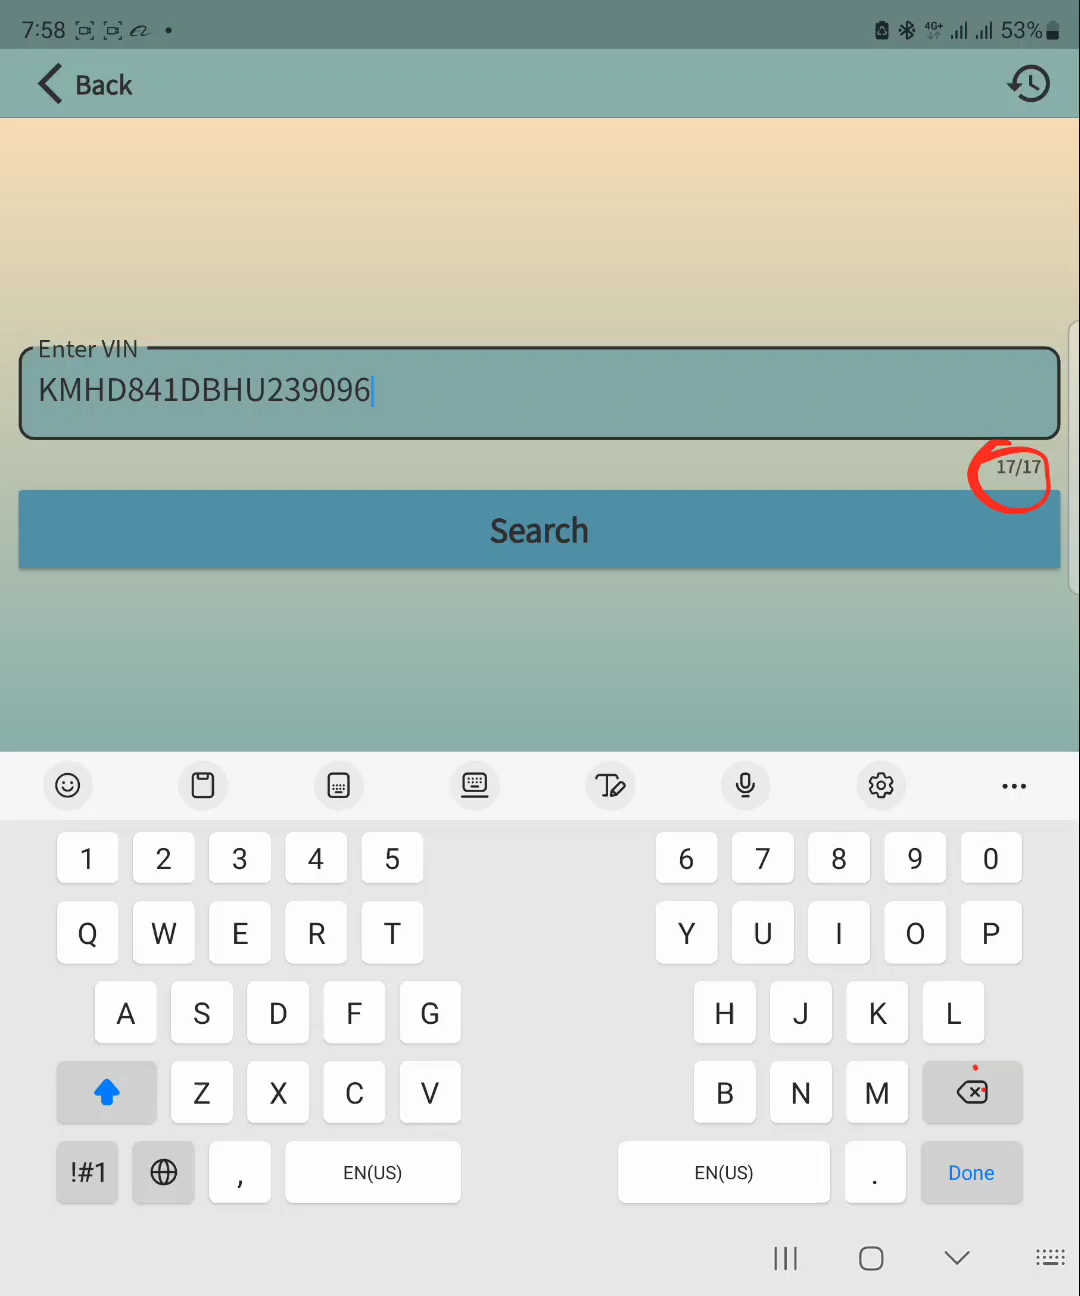 7:58 4G+ 53%
Back
Enter VIN
KMHD841DBHU239096
17/17
Search
1 2 3 4 5 6 7 8 9 0
Q W E R T Y U I O P
A S D F G H J K L
Z X C V B N M
!#1 , EN(US) EN(US) . Done